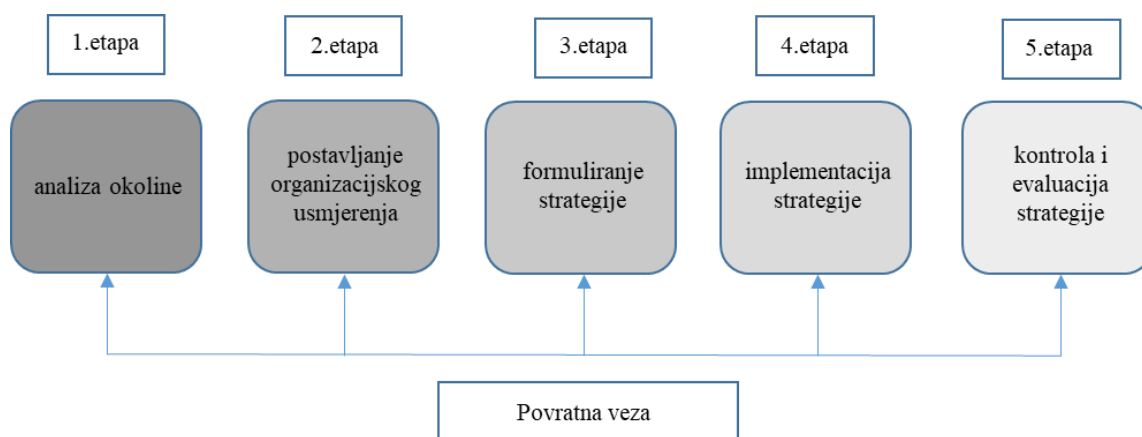 1.etapa
2.etapa
3.etapa
4.etapa
5.etapa
analiza okoline
postavljanje
organizacijskog
usmjerenja
formuliranje
strategije
implementacija
strategije
kontrola i
evaluacija
strategije
Povratna veza